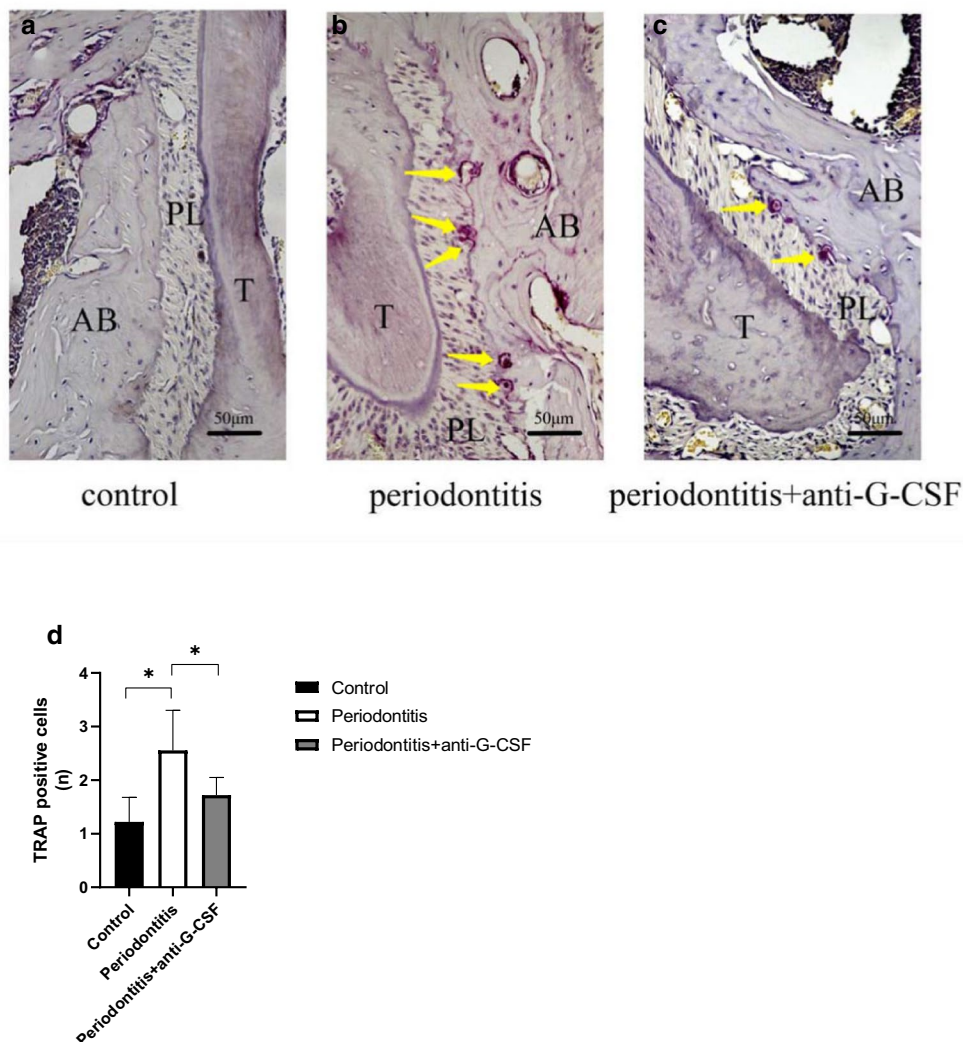 a
b
c
PL
AB
T
50μm
AB
T
PL
50μm
AB
T
PL
50μm
control
periodontitis
periodontitis+anti-G-CSF
d
4
3
2
1
0
TRAP positive cells
(n)
*
*
Control
Periodontitis
Periodontitis+anti-G-CSF
Control
Periodontitis
Periodontitis+anti-G-CSF